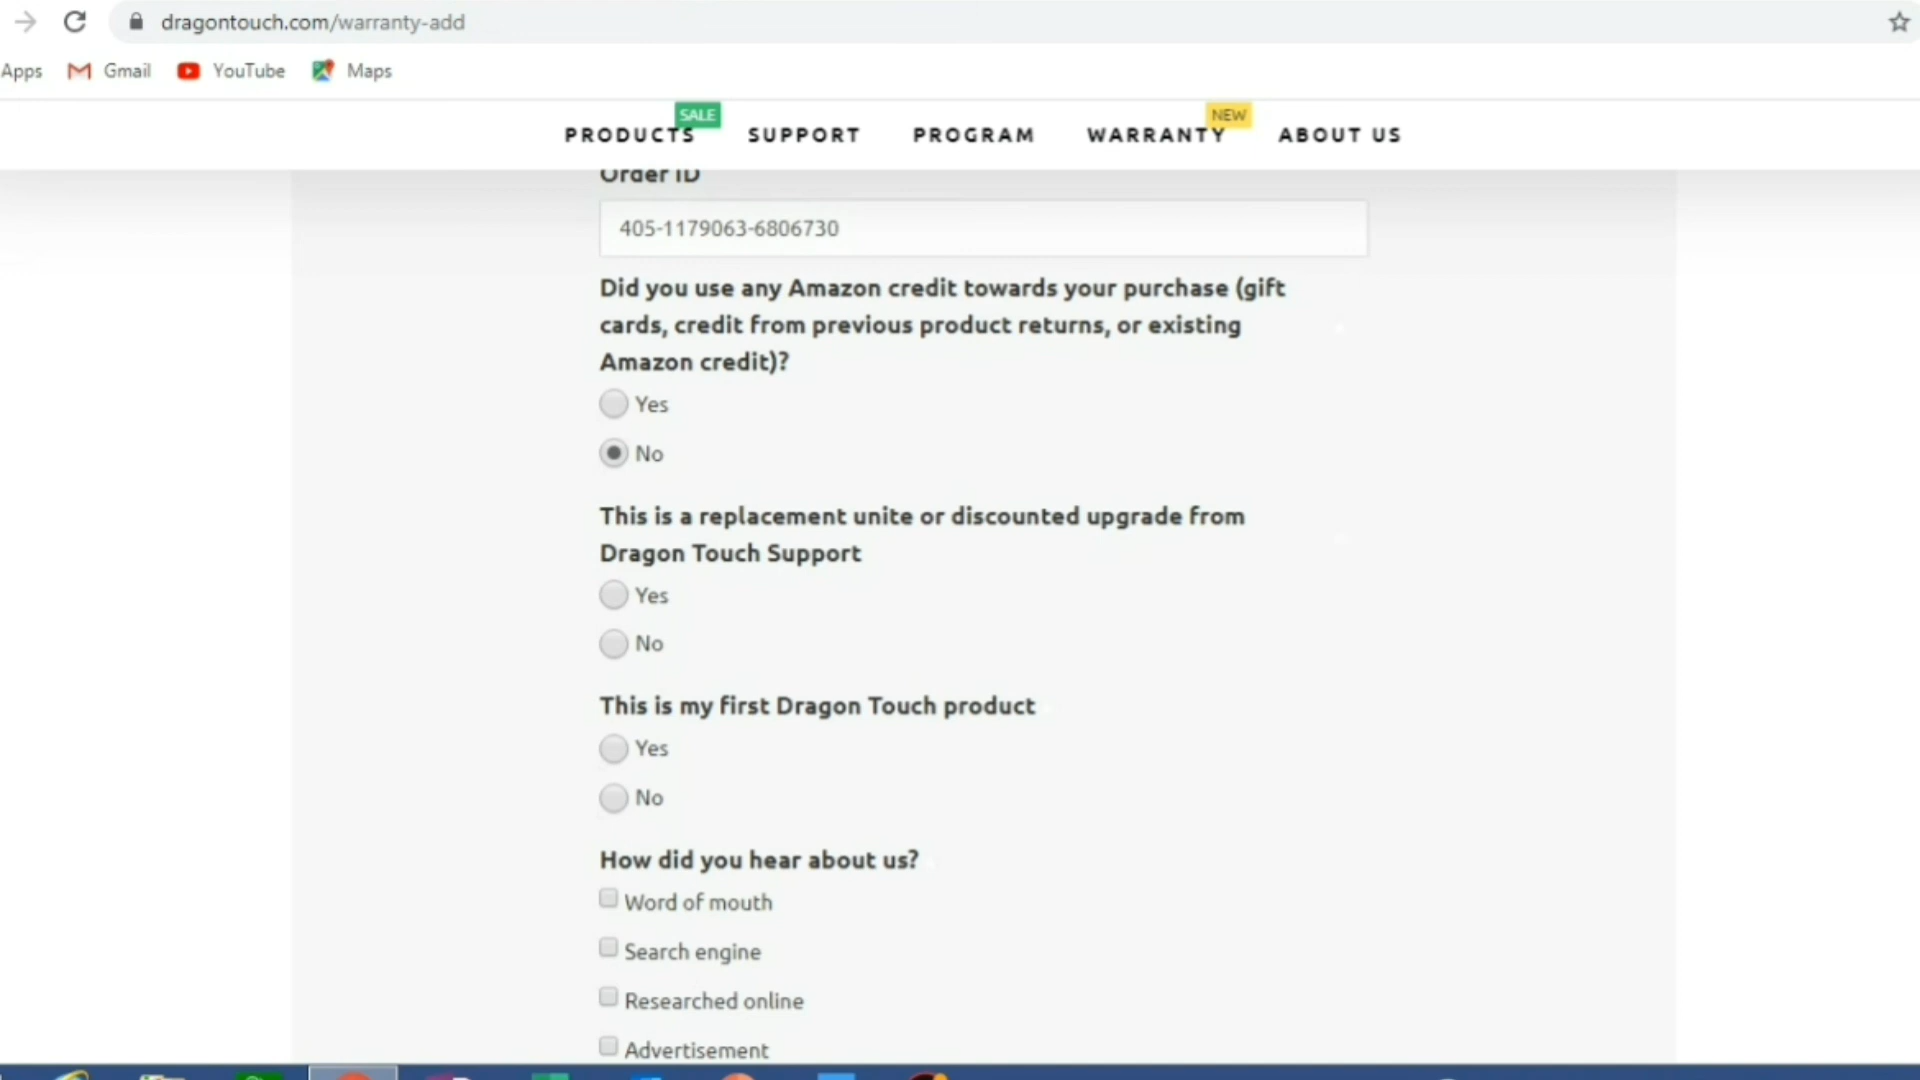 dragontouch.com/warranty-add
Apps Gmail YouTube Maps
SALE NEW
PRODUCTS SUPPORT PROGRAM WARRANTY ABOUT US
Order ID
405-1179063-6806730
Did you use any Amazon credit towards your purchase (gift
cards, credit from previous product returns, or existing
Amazon credit)?
Yes
No
This is a replacement unite or discounted upgrade from
Dragon Touch Support
Yes
No
This is my first Dragon Touch product
Yes
No
How did you hear about us?
Word of mouth
Search engine
Researched online
Advertisement